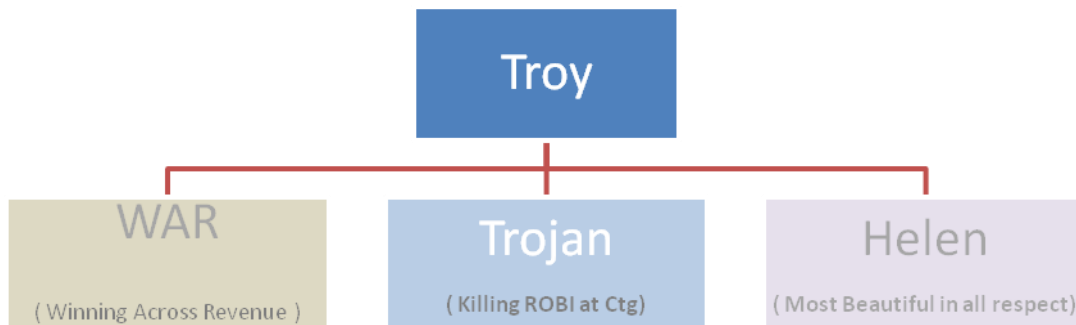 Troy
WAR
Trojan
Helen
( Winning Across Revenue )
( Killing ROBI at Ctg)
( Most Beautiful in all respect)